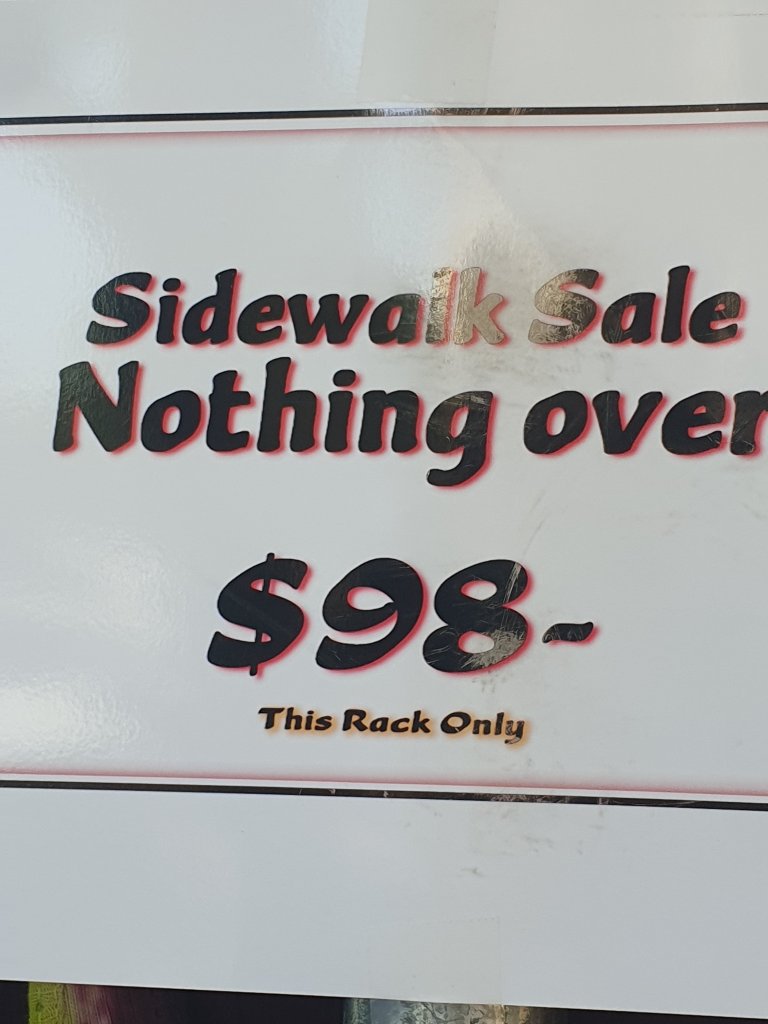 Sidewalk Sale
Nothing over
$98-
This Rack Only